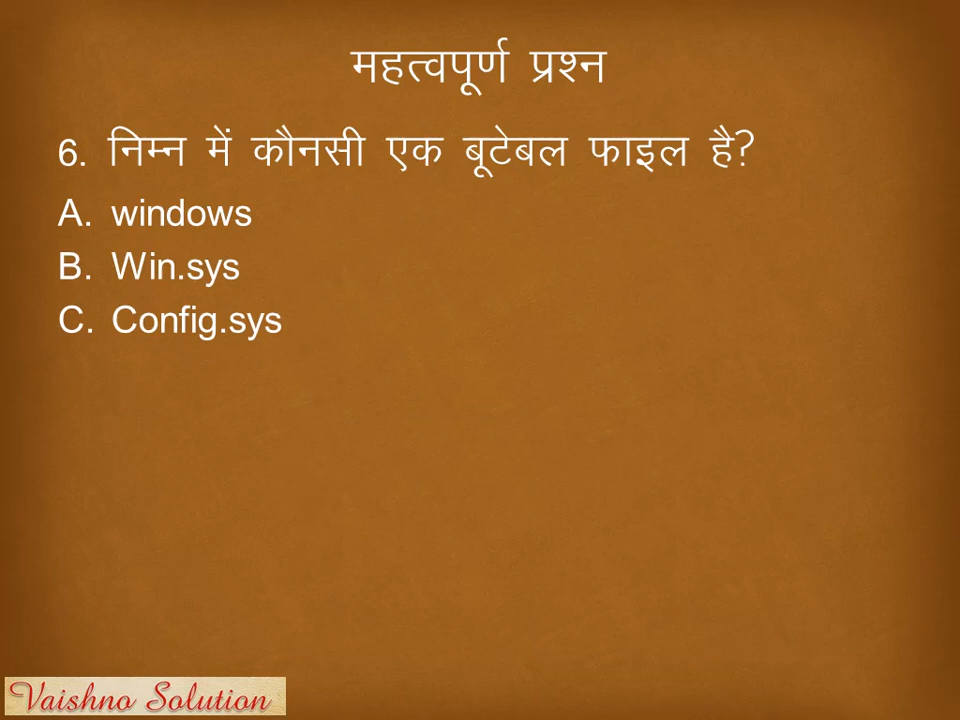 महत्वपूर्ण प्रश्न
6. निम्न में कौनसी एक बूटेबल फाइल है?
A. windows
B. Win.sys
C. Config.sys
Vaishno Solution